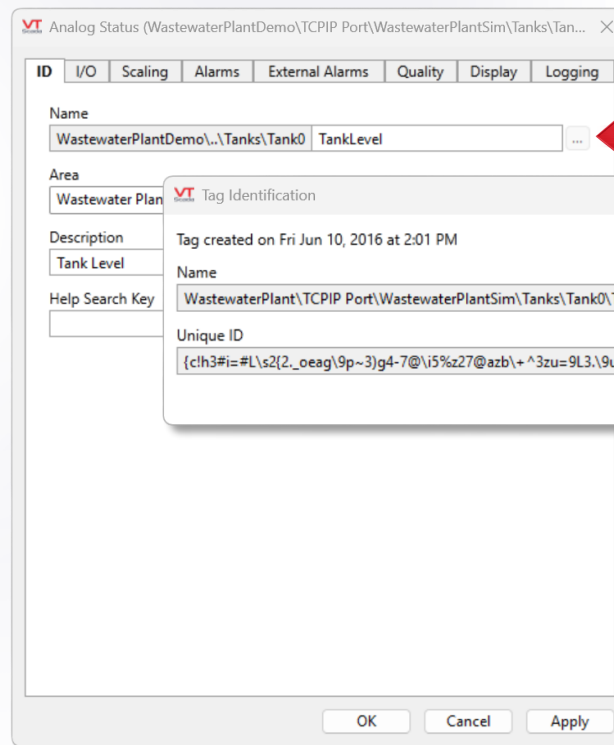 VT Analog Status (WastewaterPlantDemo\TCPIP Port\WastewaterPlantSim\Tanks\Tan...
ID I/O Scaling Alarms External Alarms Quality Display Logging
Name
WastewaterPlantDemo\..\Tanks\Tank0 TankLevel ...
Area
Wastewater Plan
Description
Tank Level
Help Search Key
VT Tag Identification
Tag created on Fri Jun 10, 2016 at 2:01 PM
Name
WastewaterPlant\TCPIP Port\WastewaterPlantSim\Tanks\Tank0\
Unique ID
{c!h3#i=#L\s2{2._oeag\9p~3)g4-7@\i5%z27@azb\+^3zu=9L3.\9u
OK Cancel Apply